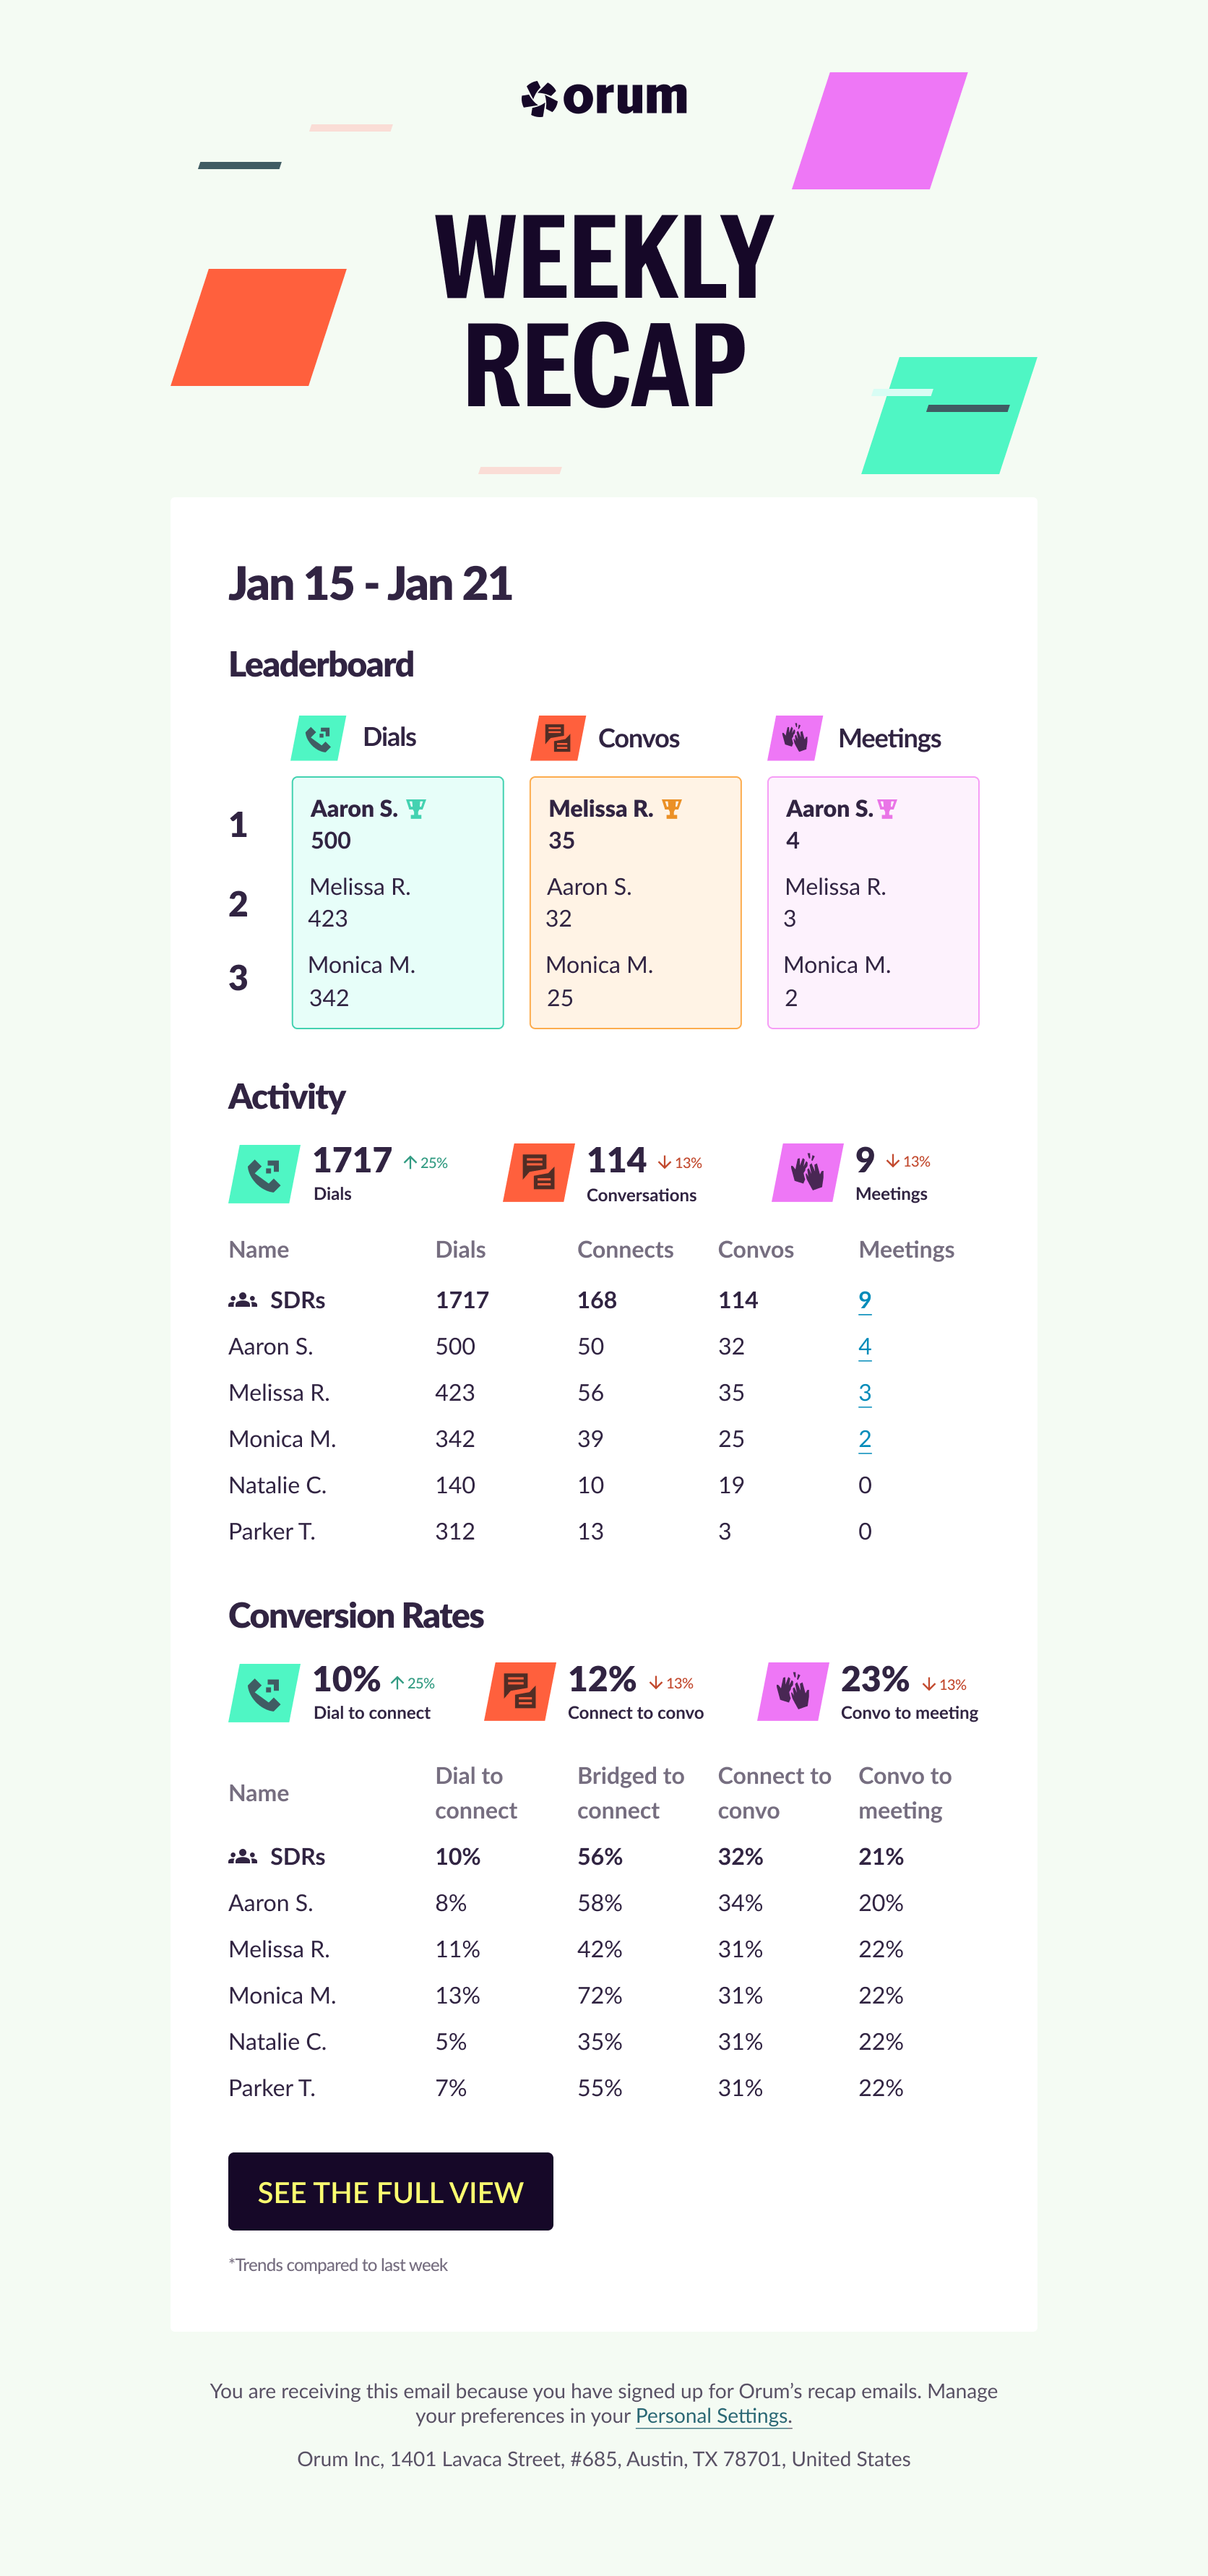 orum
WEEKLY
RECAP
Jan 15 - Jan 21
Leaderboard
Dials Convos Meetings
1 Aaron S. Melissa R. Aaron S.
500 35 4
2 Melissa R. Aaron S. Melissa R.
423 32 3
3 Monica M. Monica M. Monica M.
342 25 2
Activity
1717 25% 114 13% 9 13%
Dials Conversations Meetings
Name Dials Connects Convos Meetings
SDRs 1717 168 114 9
Aaron S. 500 50 32 4
Melissa R. 423 56 35 3
Monica M. 342 39 25 2
Natalie C. 140 10 19 0
Parker T. 312 13 3 0
Conversion Rates
10% 25% 12% 13% 23% 13%
Dial to connect Connect to convo Convo to meeting
Name Dial to connect Bridged to connect Connect to convo Convo to meeting
SDRs 10% 56% 32% 21%
Aaron S. 8% 58% 34% 20%
Melissa R. 11% 42% 31% 22%
Monica M. 13% 72% 31% 22%
Natalie C. 5% 35% 31% 22%
Parker T. 7% 55% 31% 22%
SEE THE FULL VIEW
*Trends compared to last week
You are receiving this email because you have signed up for Orum’s recap emails. Manage
your preferences in your Personal Settings.
Orum Inc, 1401 Lavaca Street, #685, Austin, TX 78701, United States